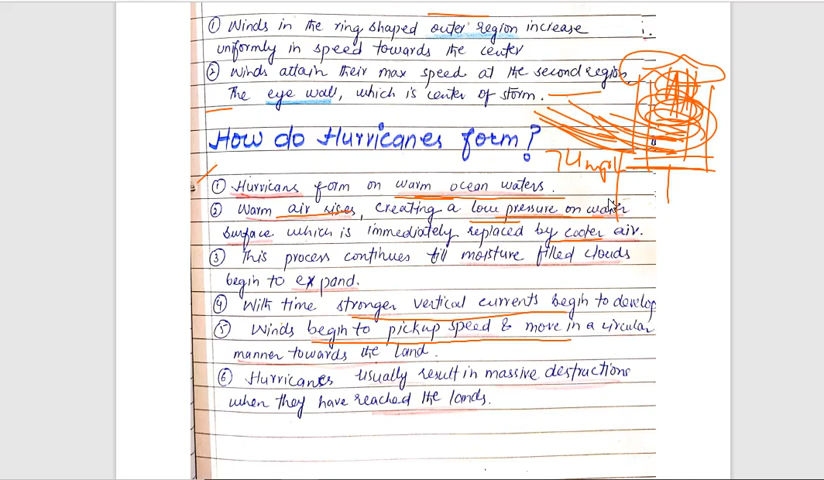 ① Winds in the ring shaped outer region increase
uniformly in speed towards the center
② Winds attain their max speed at the second region,
The eye wall, which is center of storm.
How do Hurricanes form?
74 mph
① Hurricans form on warm ocean waters.
② Warm air rises, creating a low pressure on water
surface which is immediately replaced by cooler air.
③ This process continues till moisture filled clouds
begin to expand.
④ With time stronger vertical currents begin to develop
⑤ Winds begin to pickup speed & move in a circular
manner towards the land.
⑥ Hurricanes usually result in massive destructions
when they have reached the lands.